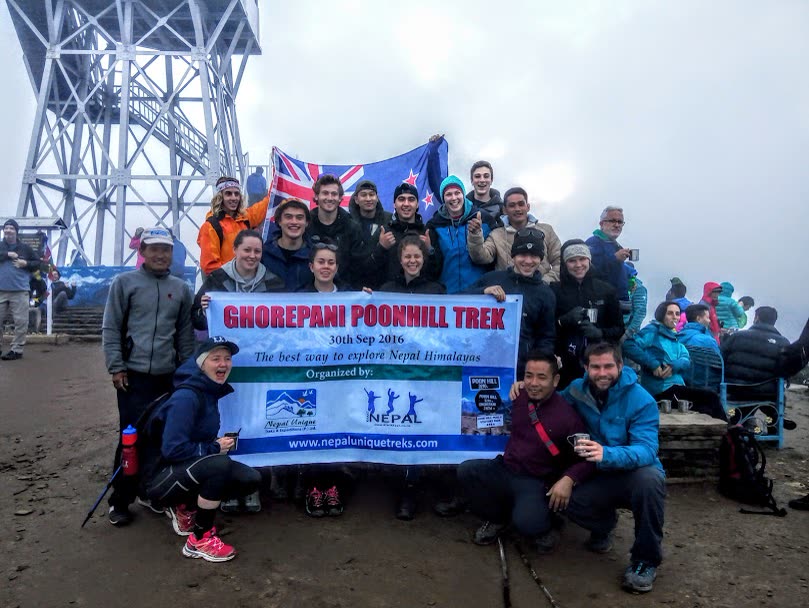 GHOREPANI POONHILL TREK
30th Sep 2016
The best way to explore Nepal Himalayas
Organized by:
POON HILL
Nepal Unique
NEPAL
www.nepaluniquetreks.com